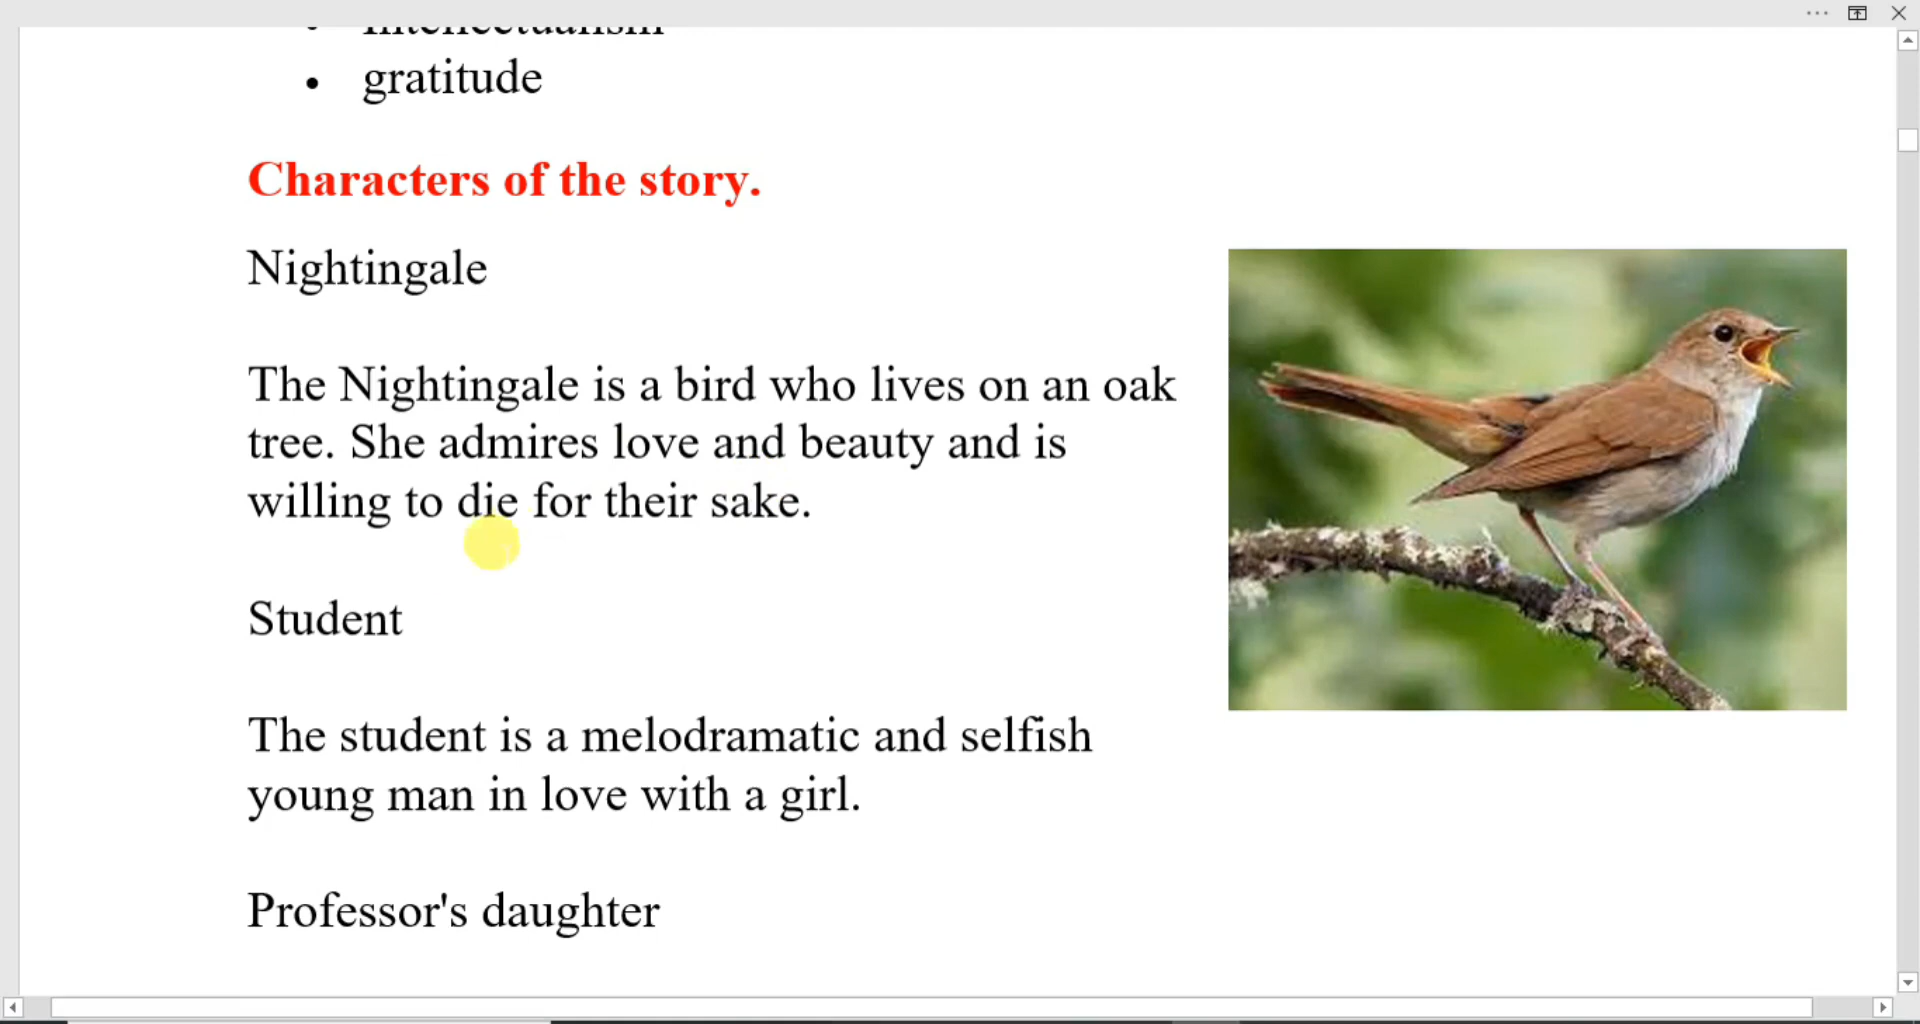 intellectualism
• gratitude
Characters of the story.
Nightingale
The Nightingale is a bird who lives on an oak
tree. She admires love and beauty and is
willing to die for their sake.
Student
The student is a melodramatic and selfish
young man in love with a girl.
Professor's daughter